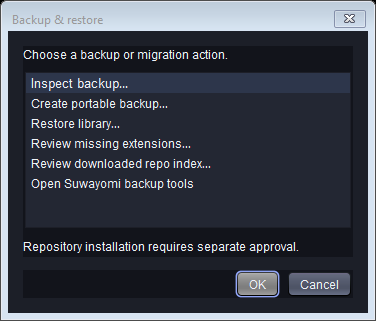 Backup & restore
Choose a backup or migration action.
Inspect backup...
Create portable backup...
Restore library...
Review missing extensions...
Review downloaded repo index...
Open Suwayomi backup tools
Repository installation requires separate approval.
OK
Cancel